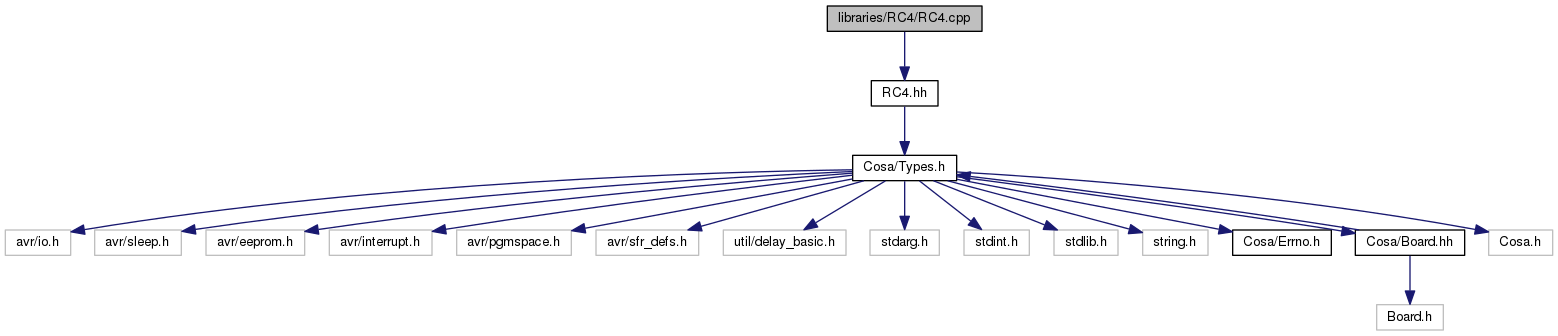 libraries/RC4/RC4.cpp
RC4.hh
Cosa/Types.h
avr/io.h
avr/sleep.h
avr/eeprom.h
avr/interrupt.h
avr/pgmspace.h
avr/sfr_defs.h
util/delay_basic.h
stdarg.h
stdint.h
stdlib.h
string.h
Cosa/Errno.h
Cosa/Board.hh
Cosa.h
Board.h